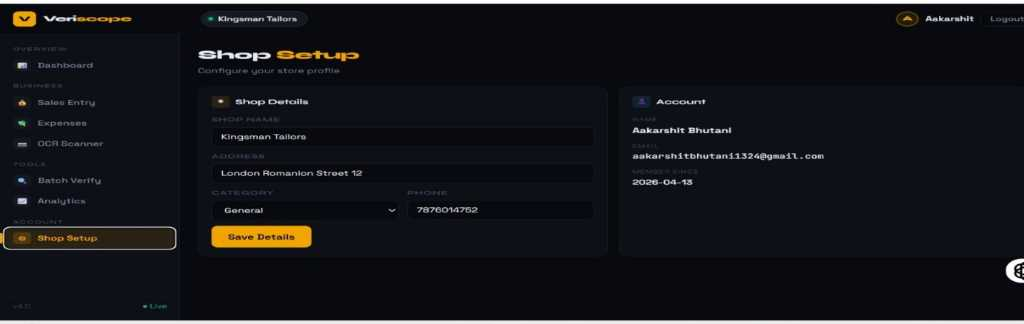 Veriscope
Kingsman Tailors
Aakarshit
Logout
OVERVIEW
Dashboard
BUSINESS
Sales Entry
Expenses
OCR Scanner
TOOLS
Batch Verify
Analytics
ACCOUNT
Shop Setup
Live
Shop Setup
Configure your store profile
Shop Details
SHOP NAME
Kingsman Tailors
ADDRESS
London Romanion Street 12
CATEGORY PHONE
General 7876014752
Save Details
Account
NAME
Aakarshit Bhutani
EMAIL
aakarshitbhutani1324@gmail.com
MEMBER SINCE
2026-04-13